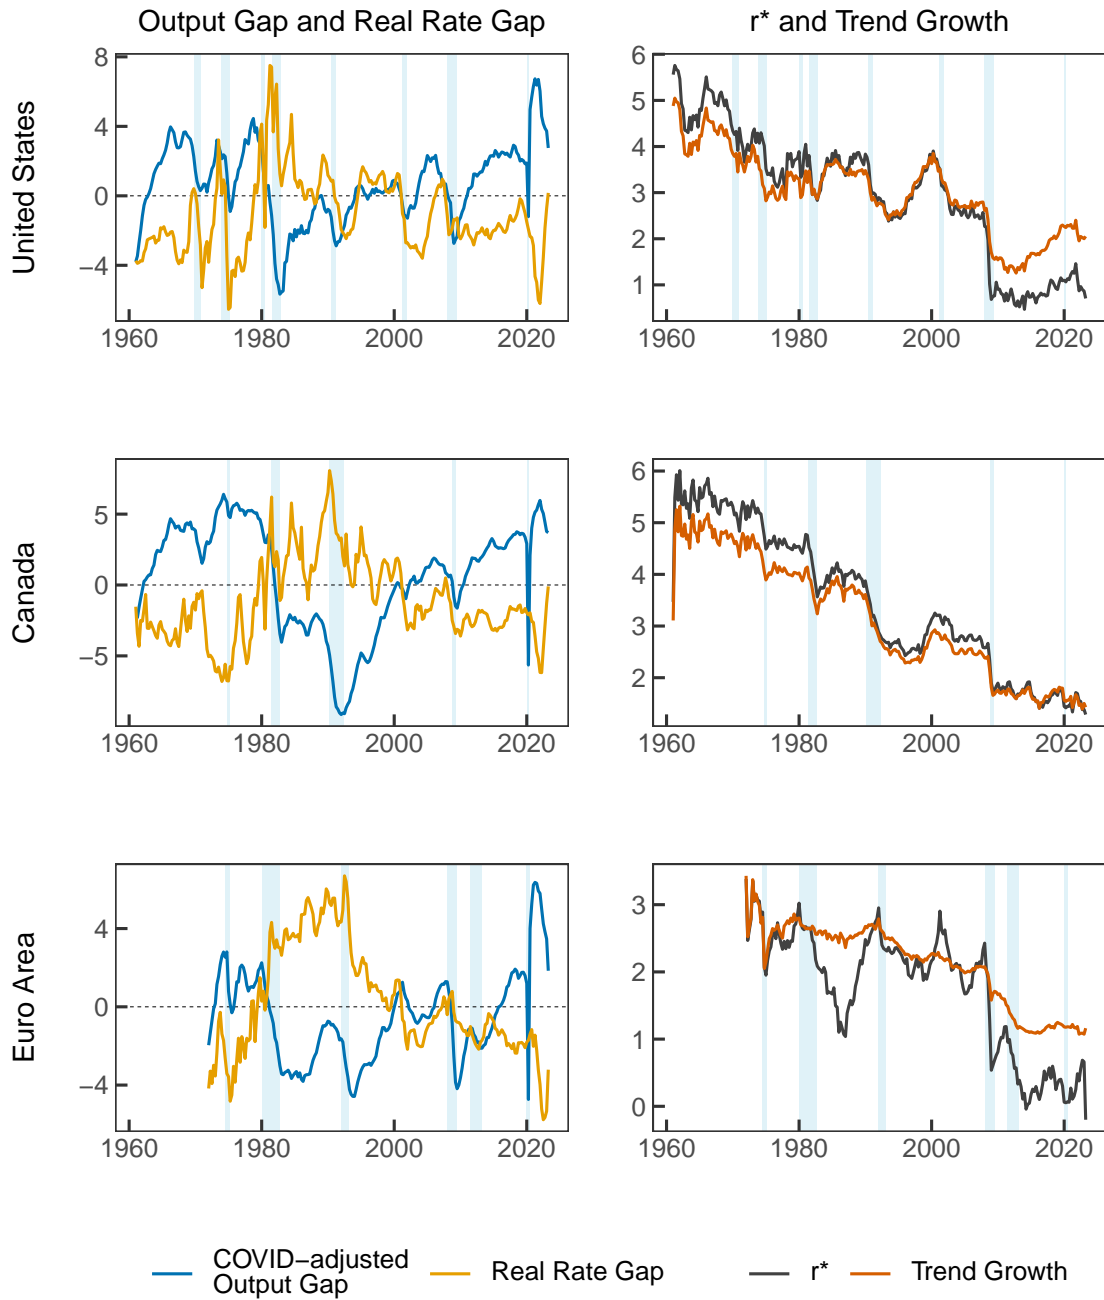 Output Gap and Real Rate Gap
r* and Trend Growth
United States
8
4
0
−4
1960 1980 2000 2020
6
5
4
3
2
1
1960 1980 2000 2020
Canada
5
0
−5
1960 1980 2000 2020
6
5
4
3
2
1960 1980 2000 2020
Euro Area
4
0
−4
1960 1980 2000 2020
3
2
1
0
1960 1980 2000 2020
COVID−adjusted
Output Gap
Real Rate Gap
r*
Trend Growth